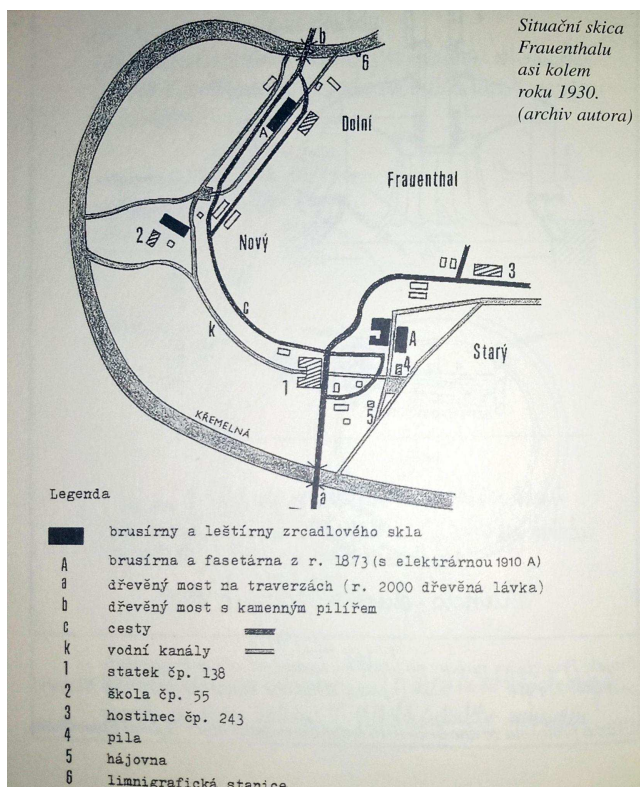 Situační skica
Frauenthalu
asi kolem
roku 1930.
(archiv autora)
b
6
A
Dolní
Frauenthal
2
Nový
3
c
k
A
4
Starý
1
5
KŘEMELNÁ
a
Legenda
brusírny a leštírny zrcadlového skla
A brusírna a fasetárna z r. 1873 (s elektrárnou 1910 A)
a dřevěný most na traverzách (r. 2000 dřevěná lávka)
b dřevěný most s kamenným pilířem
c cesty
k vodní kanály
1 statek čp. 138
2 škola čp. 55
3 hostinec čp. 243
4 pila
5 hájovna
6 limnigrafická stanice